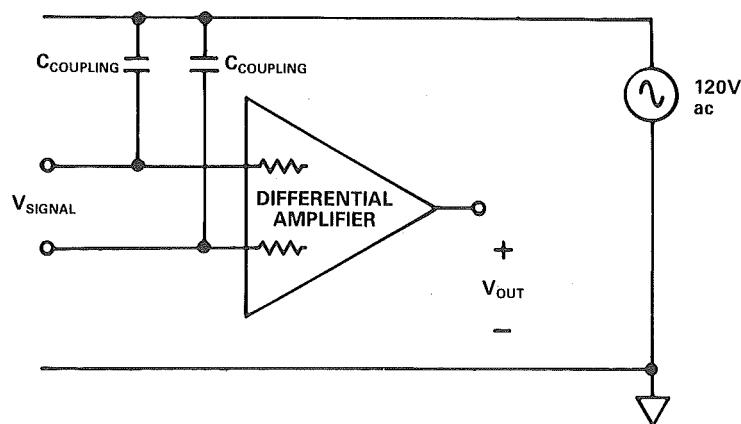 C_COUPLING
C_COUPLING
120V
ac
V_SIGNAL
DIFFERENTIAL
AMPLIFIER
+
V_OUT
−